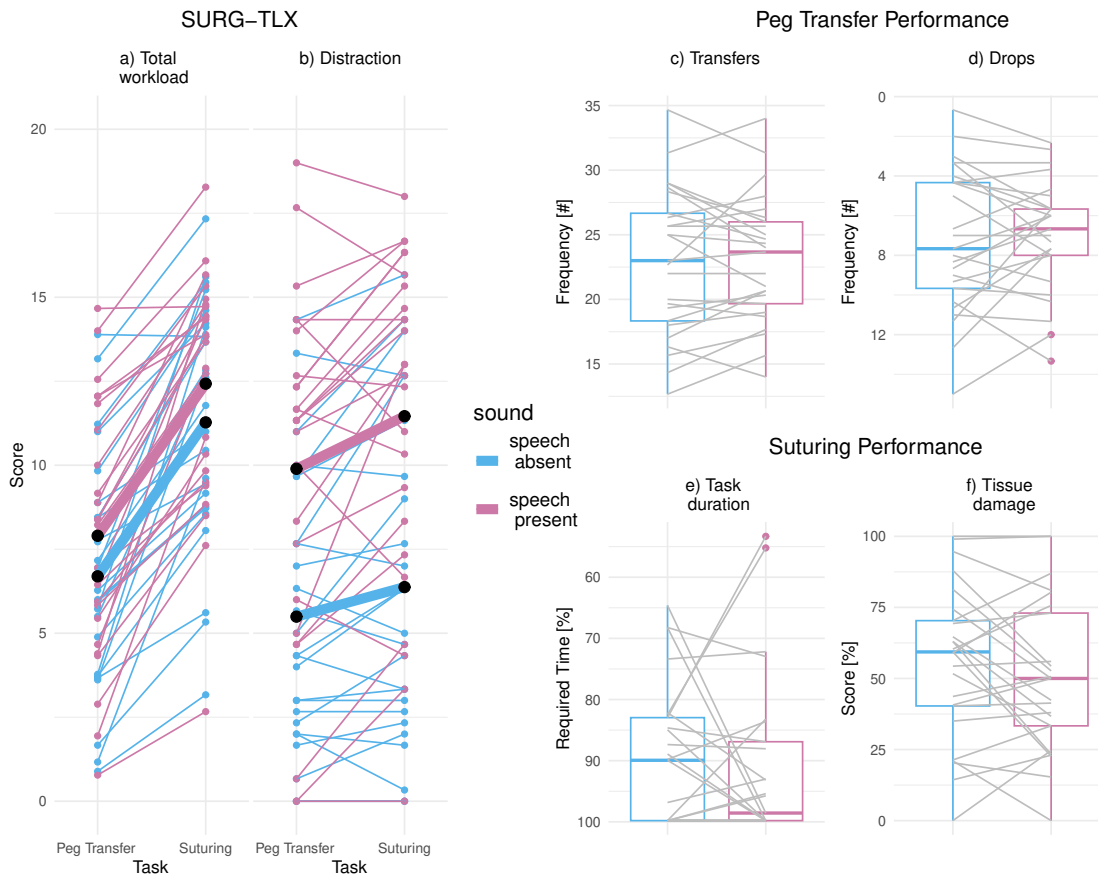 SURG−TLX
a) Total
workload
b) Distraction
20
15
10
5
0
Score
Peg Transfer
Suturing
Peg Transfer
Suturing
Task
Task
sound
speech
absent
speech
present
Peg Transfer Performance
c) Transfers
35
30
25
20
15
Frequency [#]
d) Drops
0
4
8
12
Frequency [#]
Suturing Performance
e) Task
duration
60
70
80
90
100
Required Time [%]
f) Tissue
damage
100
75
50
25
0
Score [%]